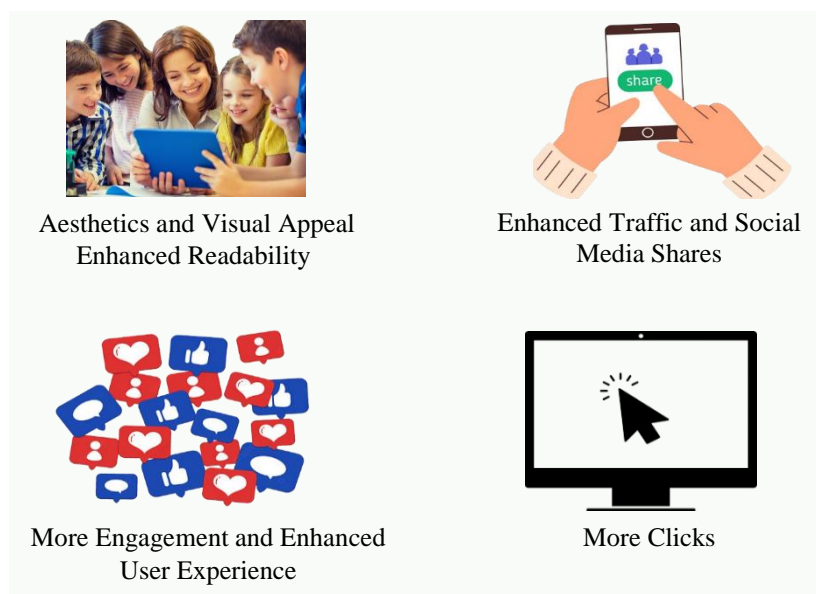 Aesthetics and Visual Appeal
Enhanced Readability
share
Enhanced Traffic and Social
Media Shares
More Engagement and Enhanced
User Experience
More Clicks